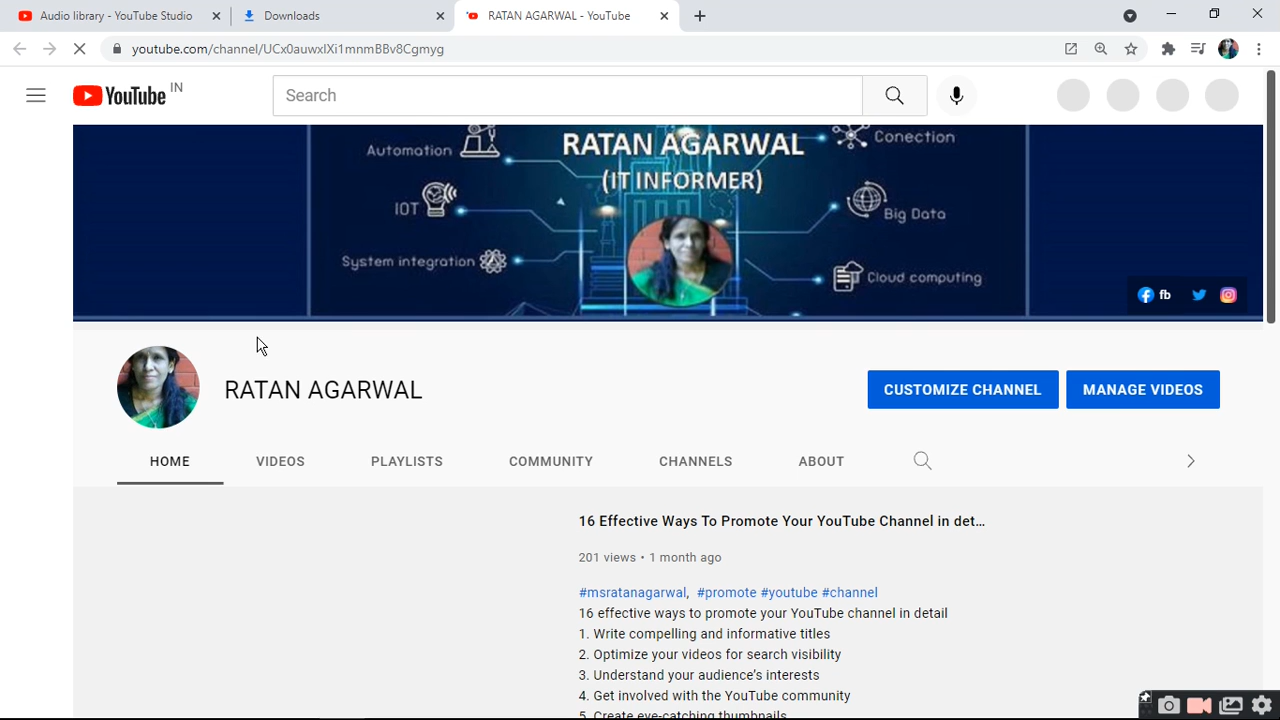 Audio library - YouTube Studio
Downloads
RATAN AGARWAL - YouTube
youtube.com/channel/UCx0auwxlXi1mnmBBv8Cgmyg
YouTube IN
Search
Automation
RATAN AGARWAL
Conection
(IT INFORMER)
IOT
Big Data
System integration
Cloud computing
fb
RATAN AGARWAL
CUSTOMIZE CHANNEL
MANAGE VIDEOS
HOME
VIDEOS
PLAYLISTS
COMMUNITY
CHANNELS
ABOUT
16 Effective Ways To Promote Your YouTube Channel in det...
201 views • 1 month ago
#msratanagarwal, #promote #youtube #channel
16 effective ways to promote your YouTube channel in detail
1. Write compelling and informative titles
2. Optimize your videos for search visibility
3. Understand your audience's interests
4. Get involved with the YouTube community
5. Create eye-catching thumbnails